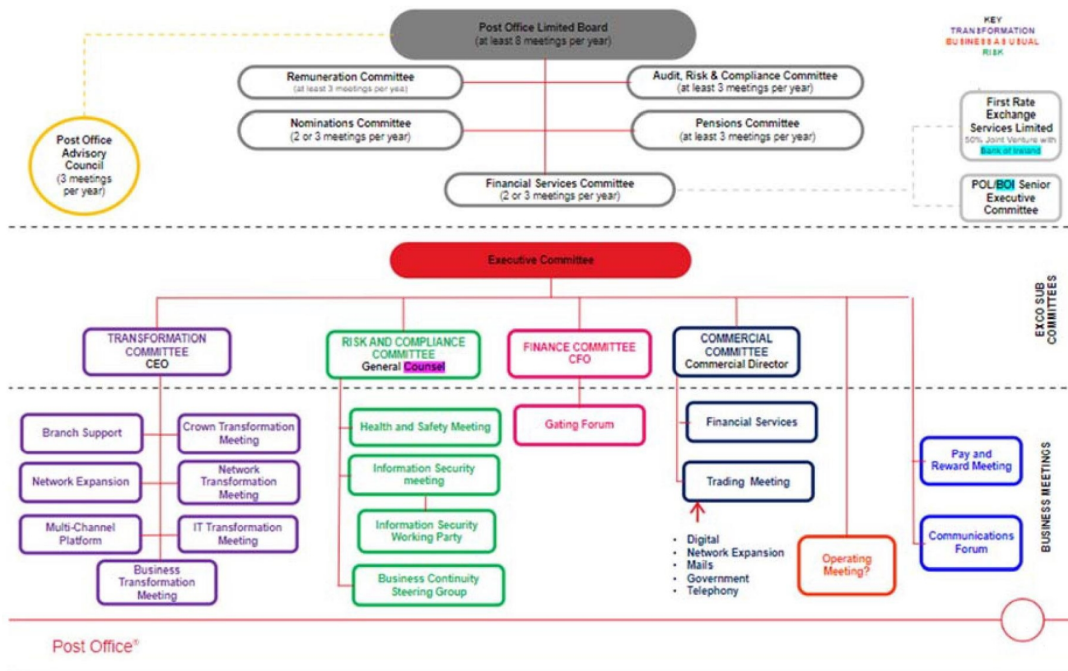 Post Office Limited Board
(at least 8 meetings per year)
KEY
TRANSFORMATION
BUSINESS AS USUAL
RISK
Remuneration Committee
(at least 3 meetings per year)
Audit, Risk & Compliance Committee
(at least 3 meetings per year)
Nominations Committee
(2 or 3 meetings per year)
Pensions Committee
(at least 3 meetings per year)
First Rate
Exchange
Services Limited
50% Joint Venture with
Bank of Ireland
Post Office
Advisory
Council
(3 meetings
per year)
Financial Services Committee
(2 or 3 meetings per year)
POL/BOI Senior
Executive
Committee
Executive Committee
EXCO SUB
COMMITTEES
TRANSFORMATION
COMMITTEE
CEO
RISK AND COMPLIANCE
COMMITTEE
General Counsel
FINANCE COMMITTEE
CFO
COMMERCIAL
COMMITTEE
Commercial Director
BUSINESS MEETINGS
Branch Support
Crown Transformation
Meeting
Network Expansion
Network
Transformation
Meeting
Multi-Channel
Platform
IT Transformation
Meeting
Business
Transformation
Meeting
Health and Safety Meeting
Information Security
meeting
Information Security
Working Party
Business Continuity
Steering Group
Gating Forum
Financial Services
Trading Meeting
• Digital
• Network Expansion
• Mails
• Government
• Telephony
Operating
Meeting?
Pay and
Reward Meeting
Communications
Forum
Post Office®